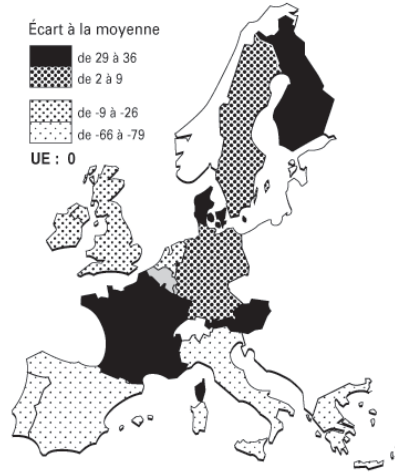 Écart à la moyenne
de 29 à 36
de 2 à 9
de -9 à -26
de -66 à -79
UE : 0